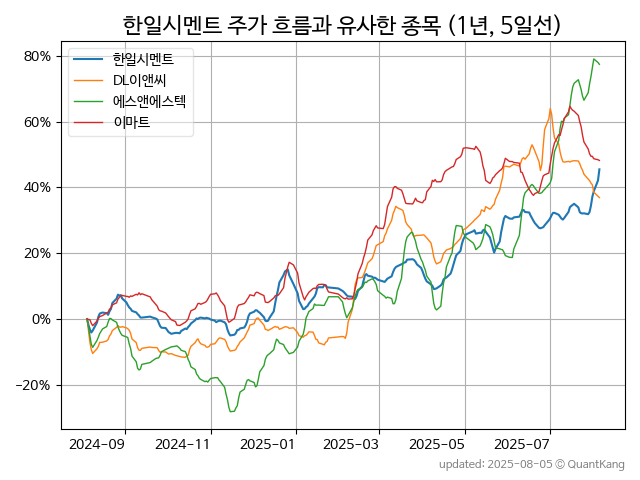 한일시멘트 주가 흐름과 유사한 종목 (1년, 5일선)
한일시멘트
DL이앤씨
에스앤에스텍
이마트
80%
60%
40%
20%
0%
−20%
2024-09
2024-11
2025-01
2025-03
2025-05
2025-07
updated: 2025-08-05 © QuantKang